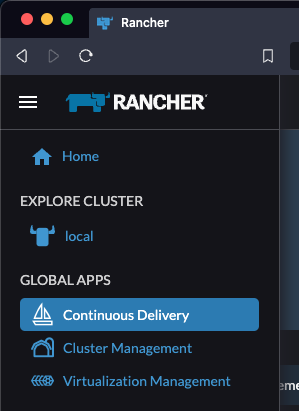 Rancher
RANCHER
Home
EXPLORE CLUSTER
local
GLOBAL APPS
Continuous Delivery
Cluster Management
eme
Virtualization Management